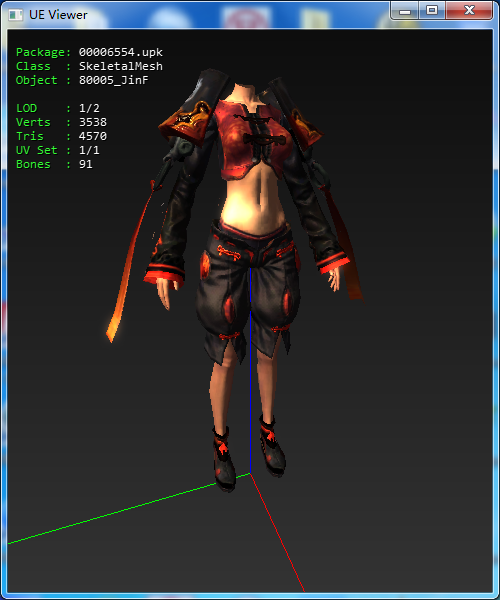 UE Viewer
Package: 00006554.upk
Class : SkeletalMesh
Object : 80005_JinF
LOD : 1/2
Verts : 3538
Tris : 4570
UV Set : 1/1
Bones : 91